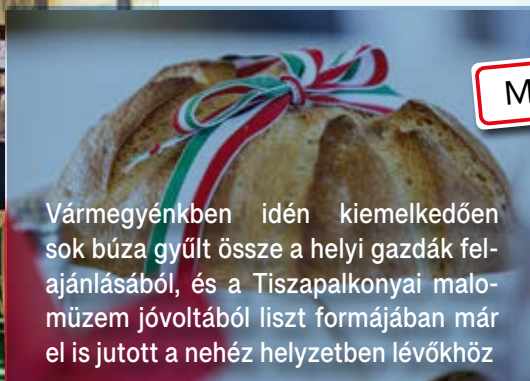 M
Vármegyénkben idén kiemelkedően
sok búza gyűlt össze a helyi gazdák fel-
ajánlásából, és a Tiszapalkonyai malo-
müzem jóvoltából liszt formájában már
el is jutott a nehéz helyzetben lévőkhöz